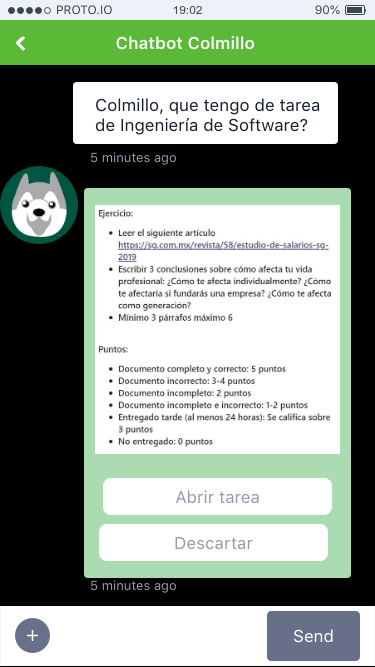 PROTO.IO 19:02 90%
Chatbot Colmillo
Colmillo, que tengo de tarea
de Ingeniería de Software?
5 minutes ago
Ejercicio:
• Leer el siguiente artículo
https://sg.com.mx/revista/58/estudio-de-salarios-sg-
2019
• Escribir 3 conclusiones sobre cómo afecta tu vida
profesional: ¿Cómo te afecta individualmente? ¿Cómo
te afectaría si fundarás una empresa? ¿Cómo te afecta
como generación?
• Mínimo 3 párrafos máximo 6
Puntos:
• Documento completo y correcto: 5 puntos
• Documento incorrecto: 3-4 puntos
• Documento incompleto: 2 puntos
• Documento incompleto e incorrecto: 1-2 puntos
• Entregado tarde (al menos 24 horas): Se califica sobre
3 puntos
• No entregado: 0 puntos
Abrir tarea
Descartar
5 minutes ago
+ Send